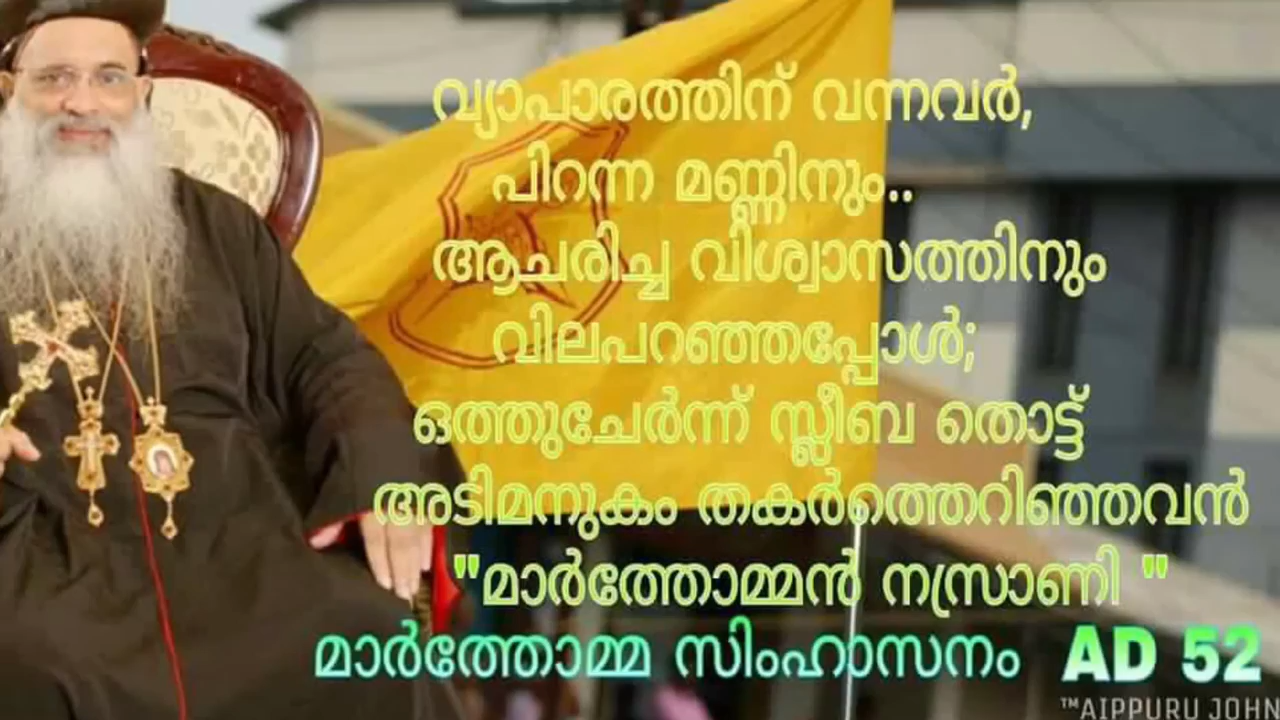 വ്യാപാരത്തിന് വന്നവർ,
പിറന്ന മണ്ണിനും..
ആചരിച്ച വിശ്വാസത്തിനും
വിലപറഞ്ഞപ്പോൾ;
ഒത്തുചേർന്ന് സ്ലീബ തൊട്ട്
അടിമനുകം തകർത്തെറിഞ്ഞവൻ
"മാർത്തോമ്മൻ നസ്രാണി "
മാർത്തോമ്മ സിംഹാസനം AD 52
™AIPPURU JOHN